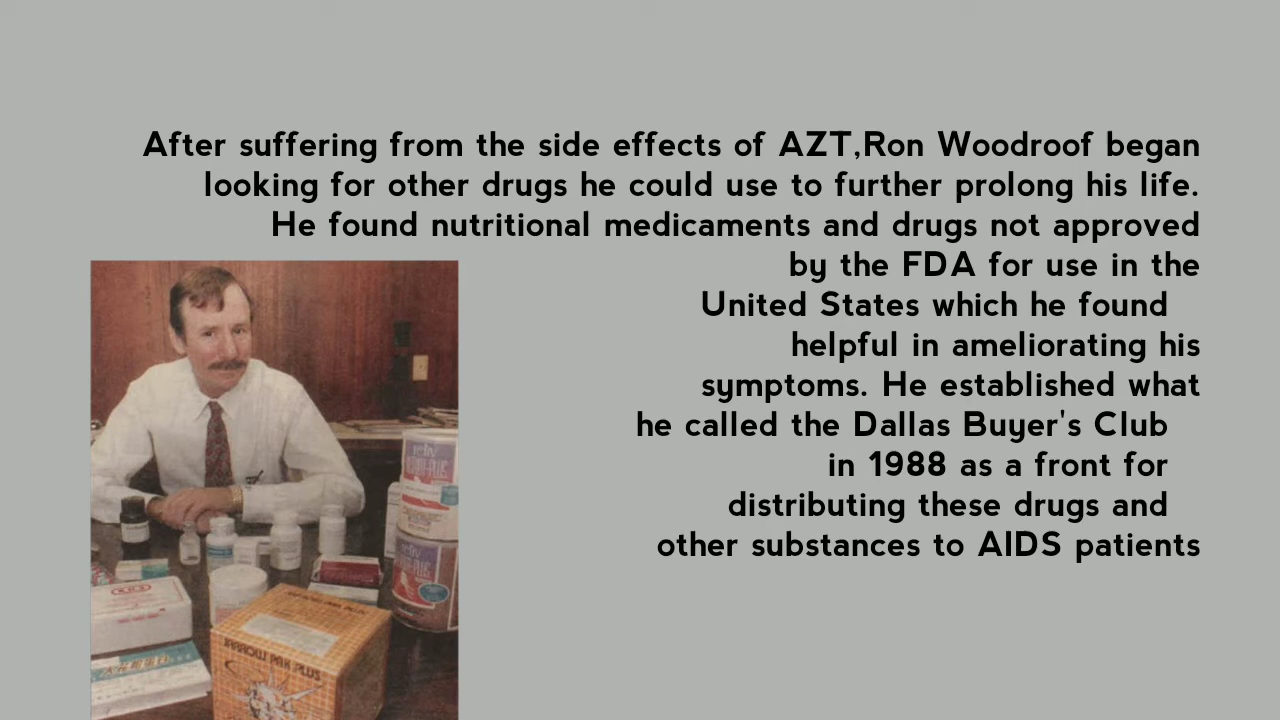 After suffering from the side effects of AZT,Ron Woodroof began
looking for other drugs he could use to further prolong his life.
He found nutritional medicaments and drugs not approved
by the FDA for use in the
United States which he found
helpful in ameliorating his
symptoms. He established what
he called the Dallas Buyer's Club
in 1988 as a front for
distributing these drugs and
other substances to AIDS patients
JARROW PAK PLUS